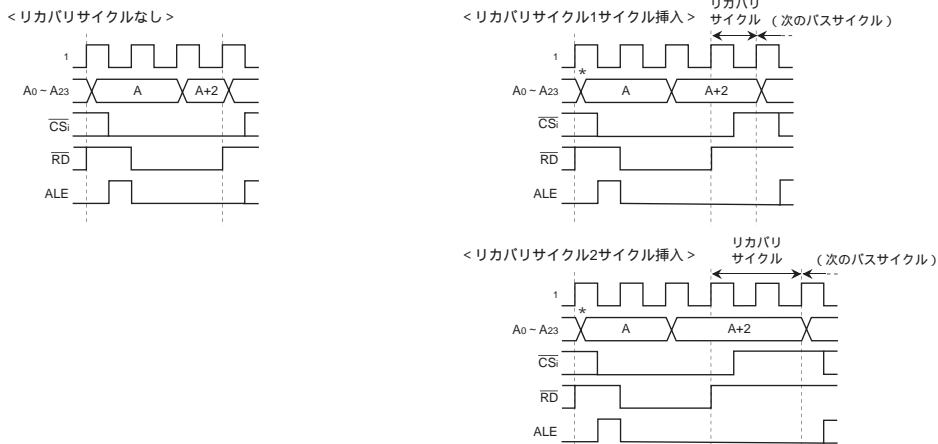 <リカバリサイクルなし>
1
A0~A23 A A+2
CSi
RD
ALE
<リカバリサイクル1サイクル挿入>
リカバリ
サイクル (次のバスサイクル)
1
*
A0~A23 A A+2
CSi
RD
ALE
<リカバリサイクル2サイクル挿入>
リカバリ
サイクル (次のバスサイクル)
1
*
A0~A23 A A+2
CSi
RD
ALE